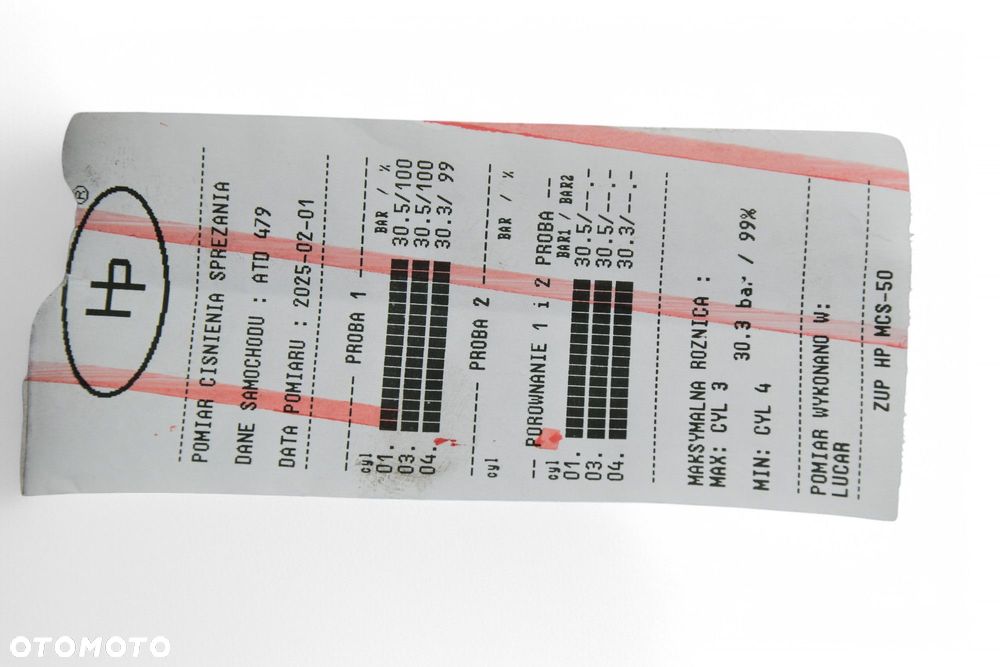 HP ®
POMIAR CIŚNIENIA SPREZANIA
DANE SAMOCHODU : ATD 479
DATA POMIARU : 2025-02-01
-- PROBA 1 --
cyl BAR / %
01. 30.5/100
03. 30.5/100
04. 30.3/ 99
-- PROBA 2 --
cyl BAR / %
-- POROWNANIE 1 i 2 PROBA --
cyl BAR1 / BAR2
01. 30.5/--.-
03. 30.5/--.-
04. 30.3/--.-
MAKSYMALNA ROZNICA :
MAX: CYL 3
30.3 bar / 99%
MIN: CYL 4
POMIAR WYKONANO W:
LUCAR
ZUP HP MCS-50
OTOMOTO